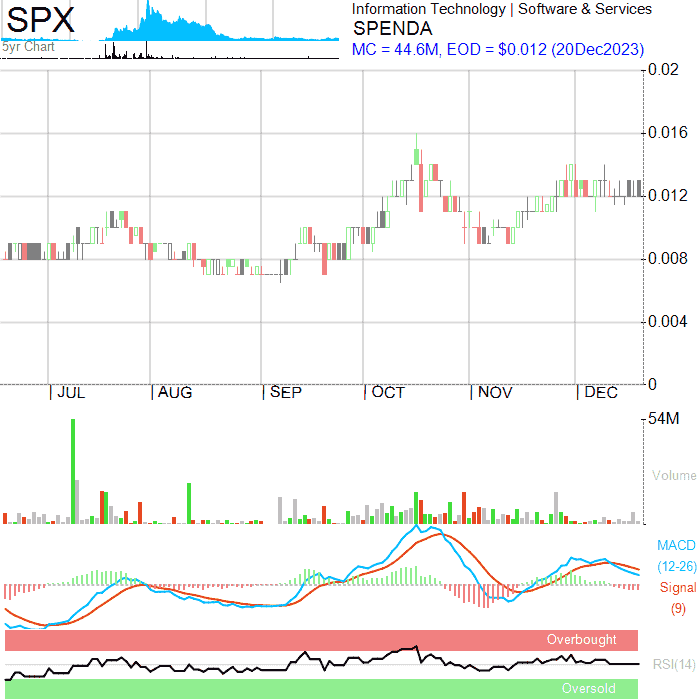 SPX
5yr Chart
Information Technology | Software & Services
SPENDA
MC = 44.6M, EOD = $0.012 (20Dec2023)
0.02
0.016
0.012
0.008
0.004
0
JUL
AUG
SEP
OCT
NOV
DEC
54M
Volume
MACD
(12-26)
Signal
(9)
Overbought
RSI(14)
Oversold